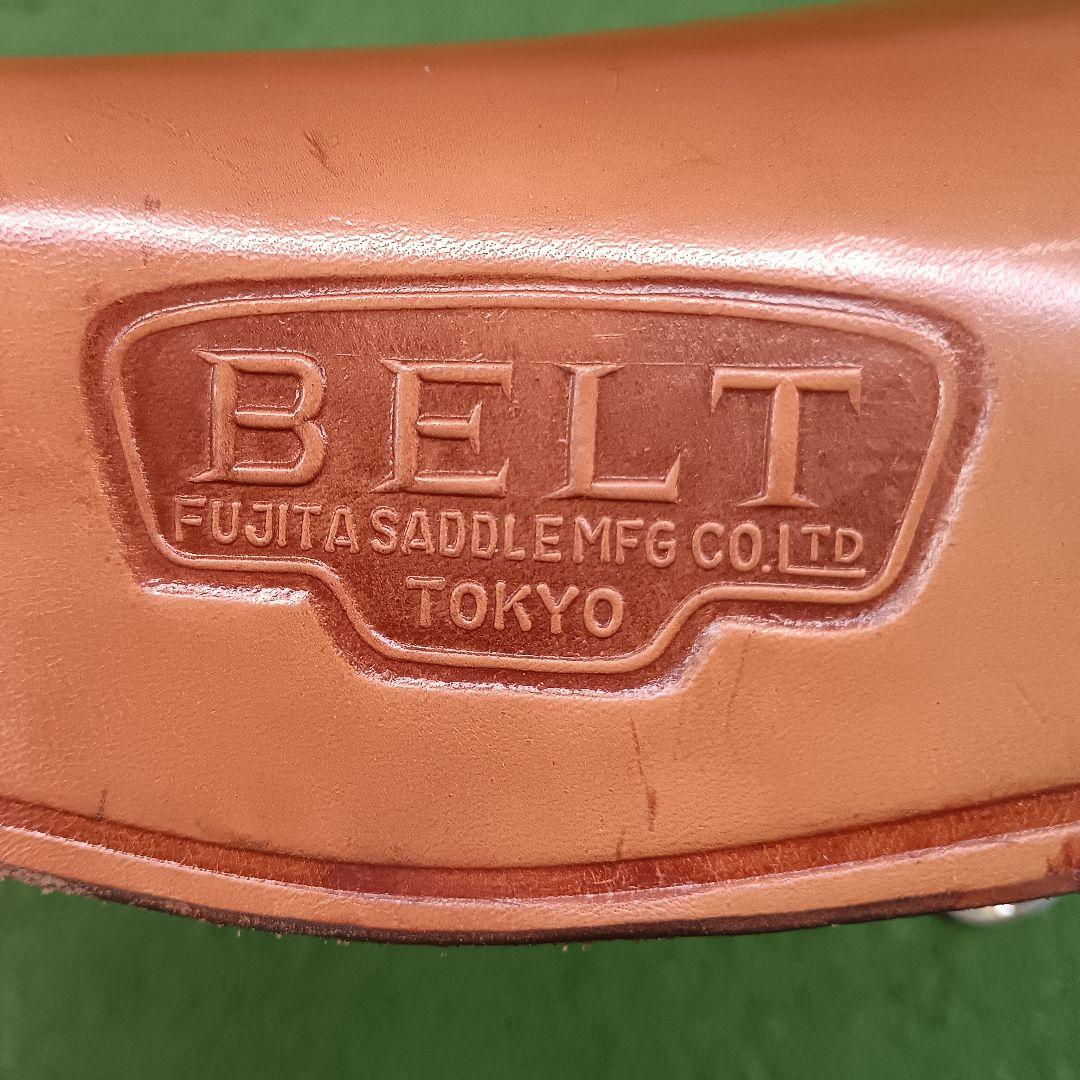 BELT
FUJITA SADDLE MFG CO. LTD
TOKYO